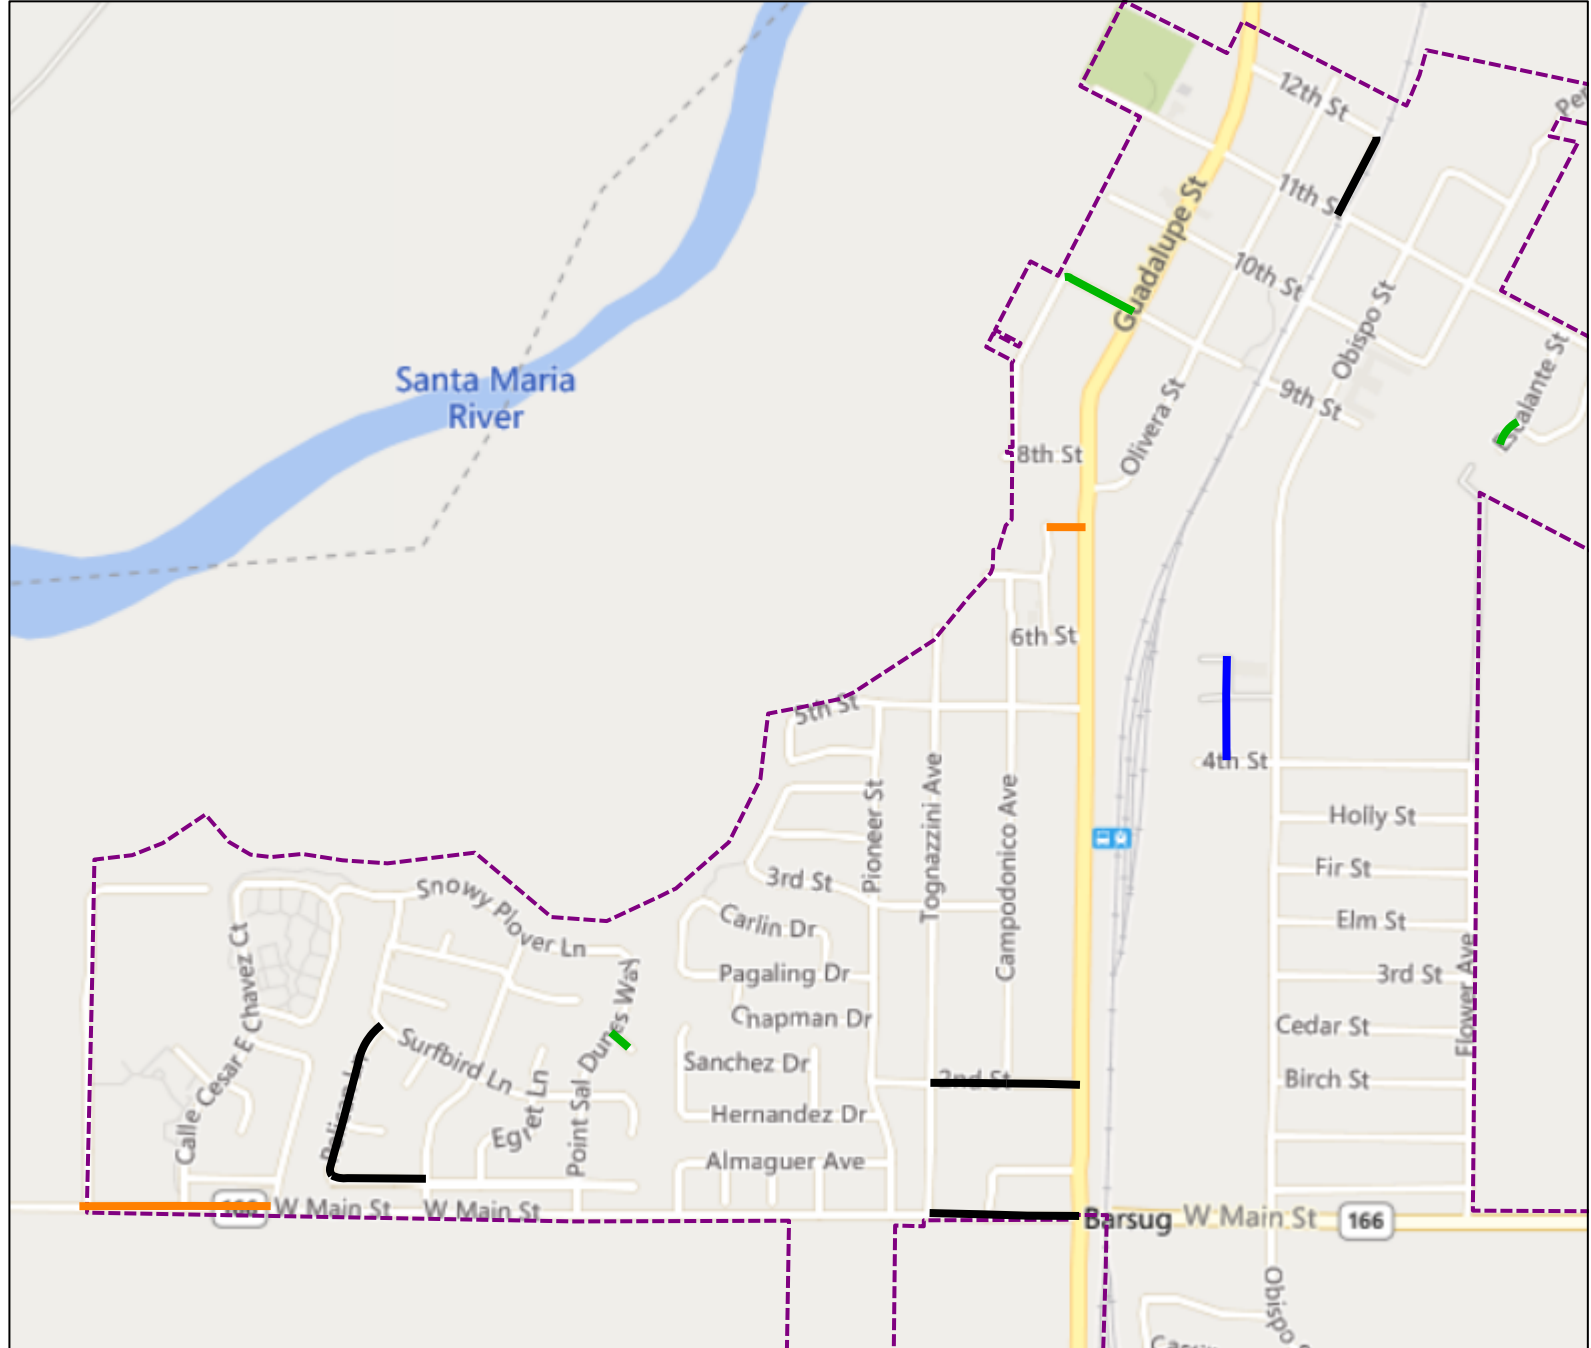 12th St
Guadalupe St
11th S
10th St
Obispo St
Escalante St
Santa Maria
River
Olivera St
9th St
8th St
6th St
5th St
4th St
Pioneer St
Tognazzini Ave
Campodonico Ave
Holly St
Fir St
Elm St
3rd St
Flower Ave
Cedar St
Birch St
3rd St
Carlin Dr
Pagaling Dr
Chapman Dr
Sanchez Dr
2nd St
Hernandez Dr
Almaguer Ave
Snowy Plover Ln
Calle Cesar E Chavez Ct
Surfbird Ln
Egret Ln
Point Sal Dunes Way
W Main St
W Main St
Barsug
W Main St
166
Obispo